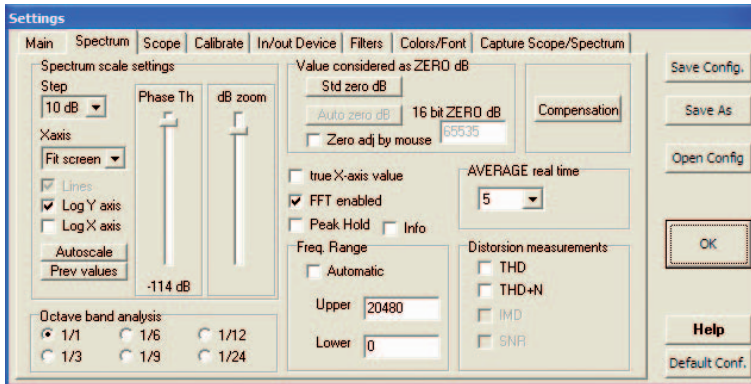 Settings
Main Spectrum Scope Calibrate In/out Device Filters Colors/Font Capture Scope/Spectrum
Spectrum scale settings
Step
10 dB
Xaxis
Fit screen
Lines
Log Y axis
Log X axis
Autoscale
Prev values
Phase Th
-114 dB
dB zoom
Octave band analysis
1/1 1/6 1/12
1/3 1/9 1/24
Value considered as ZERO dB
Std zero dB
Auto zero dB 16 bit ZERO dB
Zero adj by mouse 65535
Compensation
true X-axis value
FFT enabled
Peak Hold Info
AVERAGE real time
5
Freq. Range
Automatic
Upper 20480
Lower 0
Distorsion measurements
THD
THD+N
IMD
SNR
Save Config.
Save As
Open Config
OK
Help
Default Conf.